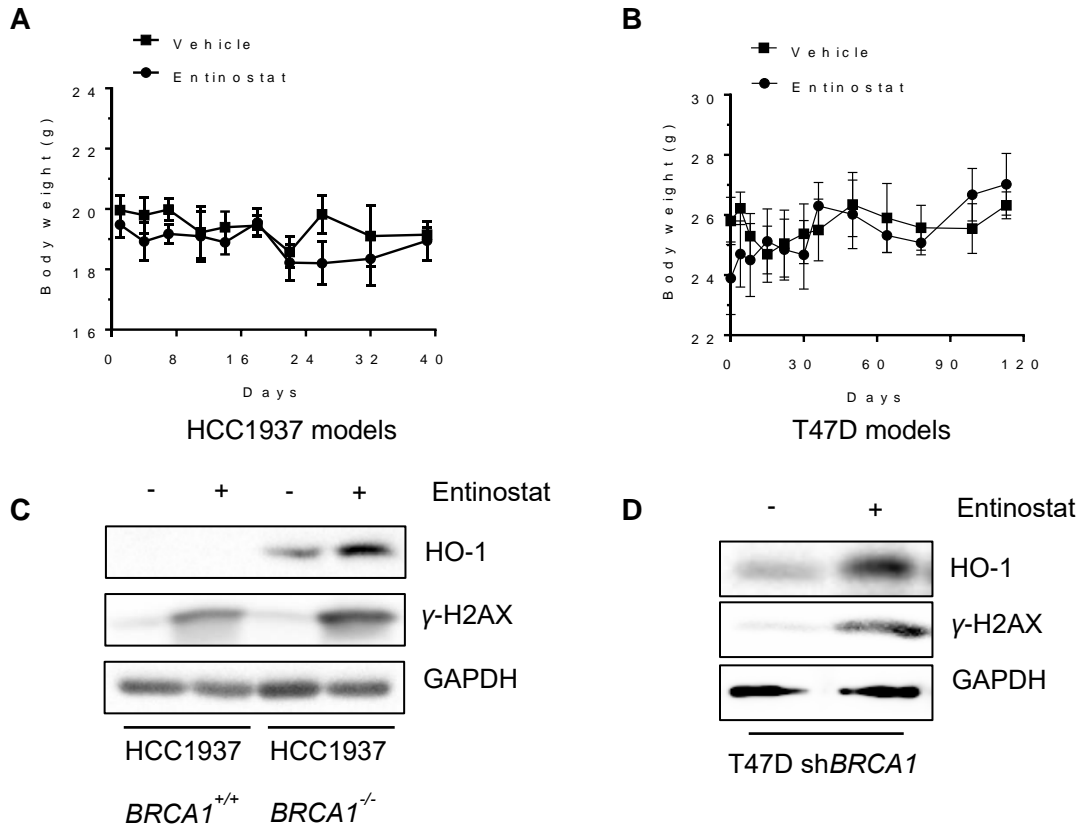 A
Vehicle
Entinostat
Body weight (g)
24
22
20
18
16
0 8 16 24 32 40
Days
HCC1937 models
B
Vehicle
Entinostat
Body weight (g)
30
28
26
24
22
0 30 60 90 120
Days
T47D models
C
- + - + Entinostat
HO-1
γ-H2AX
GAPDH
HCC1937 HCC1937
BRCA1+/+ BRCA1-/-
D
- + Entinostat
HO-1
γ-H2AX
GAPDH
T47D shBRCA1